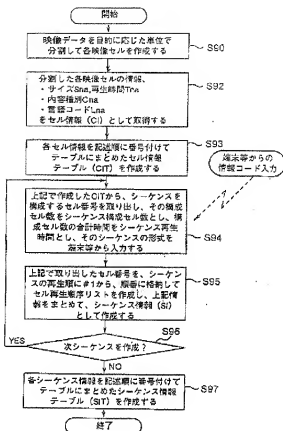 開始
映像データを目的に応じた単位で
分割して各映像セルを作成する
S90
分割した各映像セルの情報、
・サイズSna,再生時間Tna
・内容種別Cna
・言語コードLna
をセル情報(CI)として取得する
S92
各セル情報を記述順に番号付けて
テーブルにまとめたセル情報
テーブル(CIT)を作成する
S93
端末等からの
情報コード入力
上記で作成したCITから、シーケンスを
構成するセル番号を取り出し、その構成
セル数をシーケンス構成セル数とし、構
成セル数の合計時間をシーケンス再生
時間とし、そのシーケンスの形式を
端末等から入力する
S94
上記で取り出したセル番号を、シーケン
スの再生順に#1から、順番に格納して
セル再生順序リストを作成し、上記情
報をまとめて、シーケンス情報(SI)
として作成する
S95
次シーケンスを作成?
S96
YES
NO
各シーケンス情報を記述順に番号付けて
テーブルにまとめたシーケンス情報
テーブル(SIT)を作成する
S97
終了